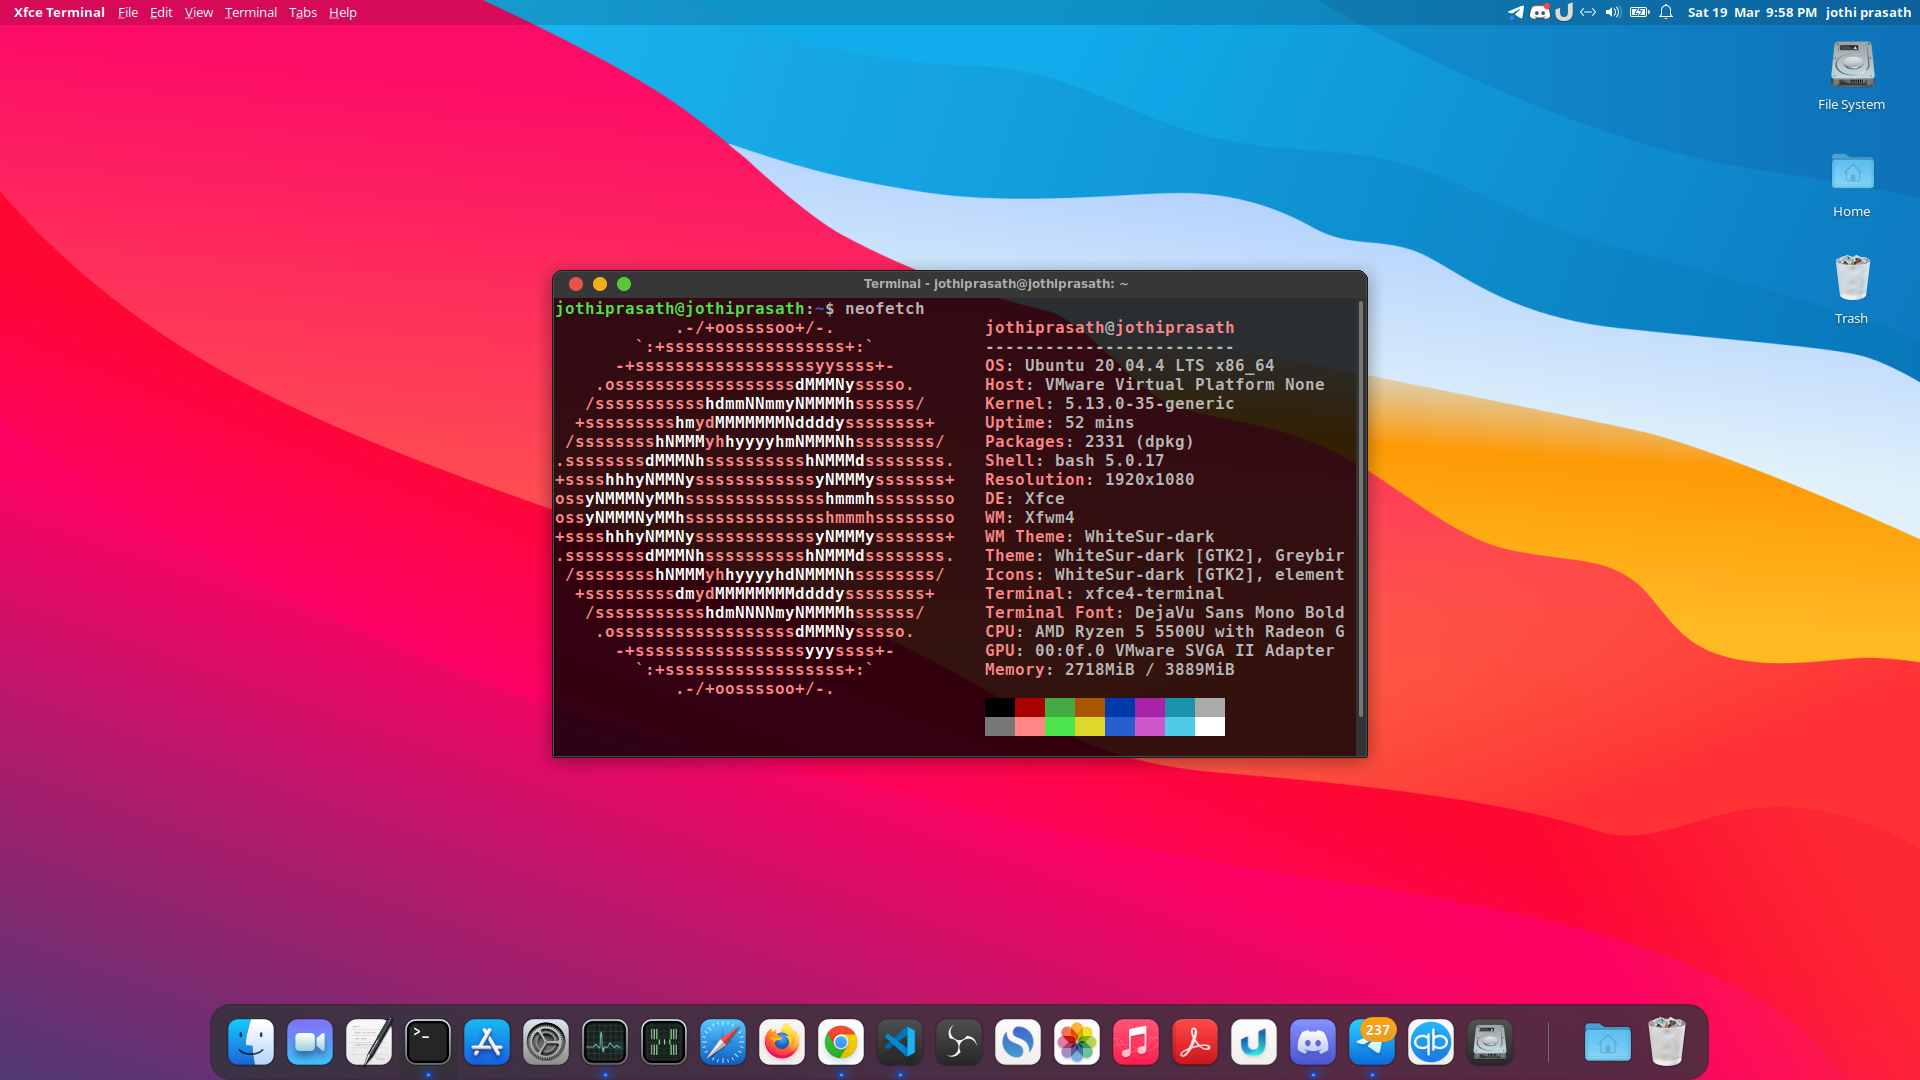 Xfce Terminal File Edit View Terminal Tabs Help
Sat 19 Mar 9:58 PM jothi prasath
File System
Home
Trash
Terminal - jothiprasath@jothiprasath: ~
jothiprasath@jothiprasath:~$ neofetch
.-/+oossssoo+/-. jothiprasath@jothiprasath
`:+ssssssssssssssssss+:` -------------------------
-+ssssssssssssssssssyyssss+- OS: Ubuntu 20.04.4 LTS x86_64
.ossssssssssssssssssdMMMNysssso. Host: VMware Virtual Platform None
/ssssssssssshdmmNNmmyNMMMMhssssss/ Kernel: 5.13.0-35-generic
+ssssssssshmydMMMMMMMNddddyssssssss+ Uptime: 52 mins
/sssssssshNMMMyhhyyyyhmNMMMNhssssssss/ Packages: 2331 (dpkg)
.ssssssssdMMMNhsssssssssshNMMMdssssssss. Shell: bash 5.0.17
+sssshhhyNMMNyssssssssssssyNMMMysssssss+ Resolution: 1920x1080
ossyNMMMNyMMhsssssssssssssshmmmhssssssso DE: Xfce
ossyNMMMNyMMhsssssssssssssshmmmhssssssso WM: Xfwm4
+sssshhhyNMMNyssssssssssssyNMMMysssssss+ WM Theme: WhiteSur-dark
.ssssssssdMMMNhsssssssssshNMMMdssssssss. Theme: WhiteSur-dark [GTK2], Greybir
/sssssssshNMMMyhhyyyyhdNMMMNhssssssss/ Icons: WhiteSur-dark [GTK2], element
+sssssssssdmydMMMMMMMMddddyssssssss+ Terminal: xfce4-terminal
/ssssssssssshdmNNNNmyNMMMMhssssss/ Terminal Font: DejaVu Sans Mono Bold
.ossssssssssssssssssdMMMNysssso. CPU: AMD Ryzen 5 5500U with Radeon G
-+sssssssssssssssssyyyssss+- GPU: 00:0f.0 VMware SVGA II Adapter
`:+ssssssssssssssssss+:` Memory: 2718MiB / 3889MiB
.-/+oossssoo+/-.
>_
237
qb